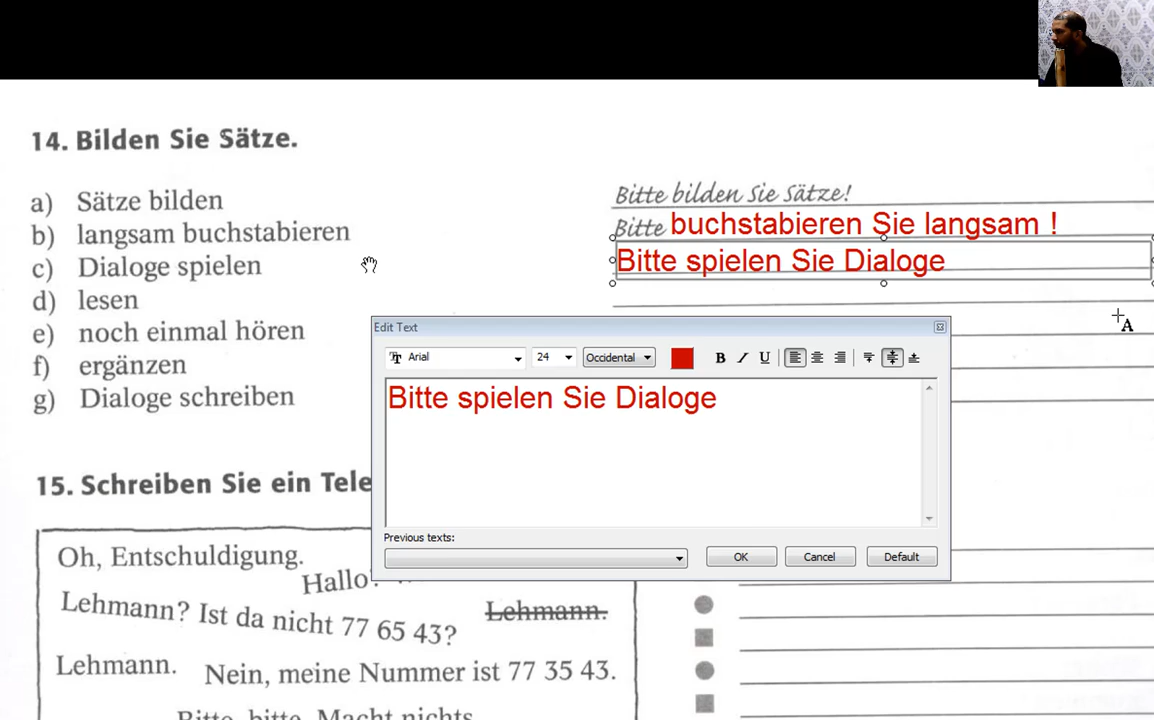 14. Bilden Sie Sätze.
a) Sätze bilden
Bitte bilden Sie Sätze!
b) langsam buchstabieren
Bitte buchstabieren Sie langsam !
c) Dialoge spielen
Bitte spielen Sie Dialoge
d) lesen
e) noch einmal hören
f) ergänzen
g) Dialoge schreiben
A
Edit Text
Arial
24
Occidental
B I U
Bitte spielen Sie Dialoge
Previous texts:
OK
Cancel
Default
15. Schreiben Sie ein Tele
Oh, Entschuldigung.
Hallo?
Lehmann? Ist da nicht 77 65 43?
Lehmann.
Lehmann.
Nein, meine Nummer ist 77 35 43.
Bitte, bitte. Macht nichts.